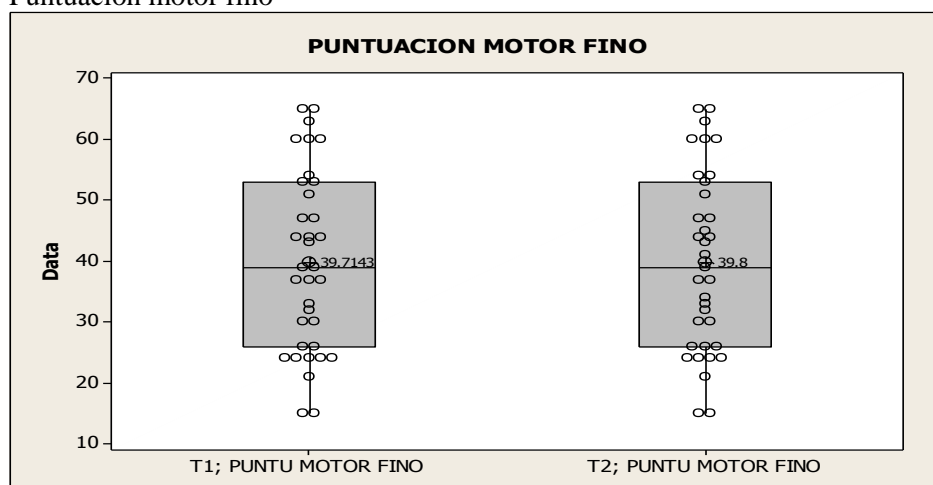 Puntuación motor fino
PUNTUACION MOTOR FINO
70
60
50
40
30
20
10
Data
39.7143
39.8
T1; PUNTU MOTOR FINO
T2; PUNTU MOTOR FINO